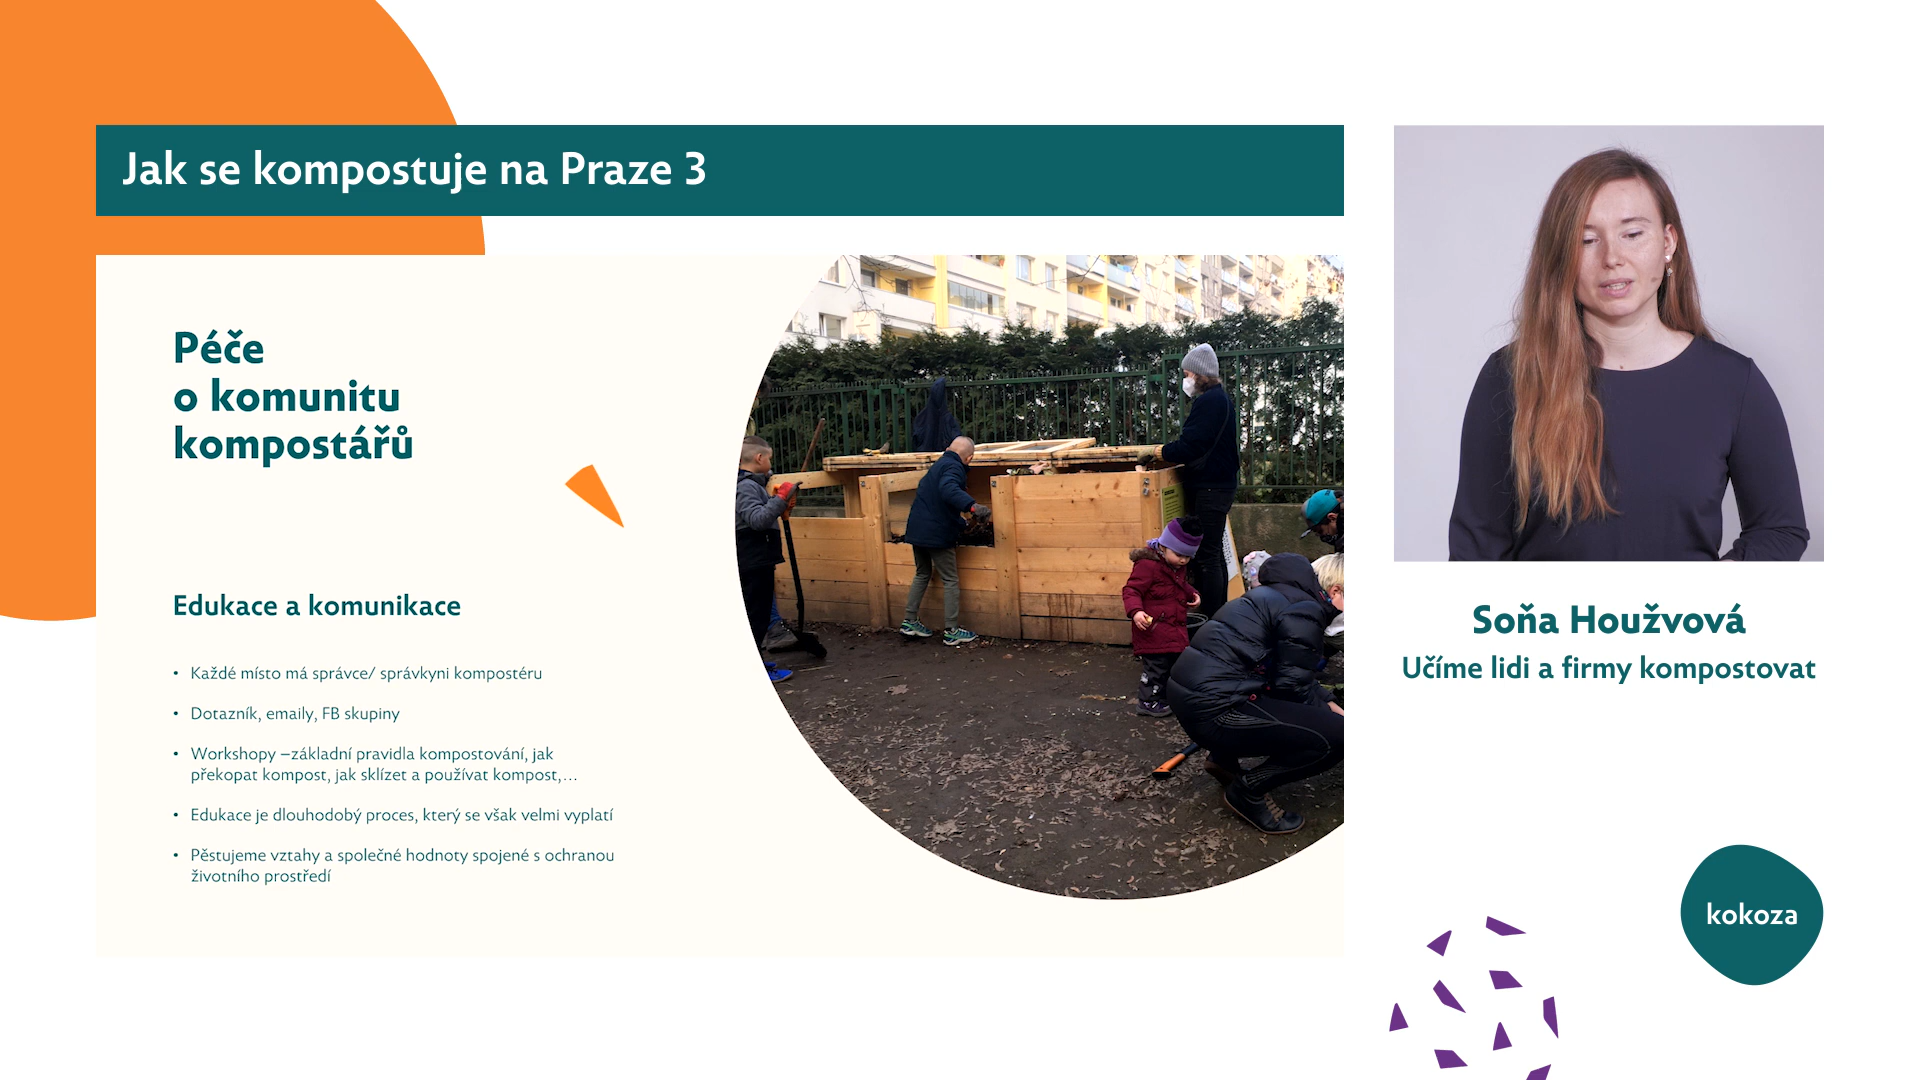 Jak se kompostuje na Praze 3
Péče
o komunitu
kompostářů
Edukace a komunikace
• Každé místo má správce/ správkyni kompostéru
• Dotazník, emaily, FB skupiny
• Workshopy –základní pravidla kompostování, jak
překopat kompost, jak sklízet a používat kompost,...
• Edukace je dlouhodobý proces, který se však velmi vyplatí
• Pěstujeme vztahy a společné hodnoty spojené s ochranou
životního prostředí
Soňa Houžvová
Učíme lidi a firmy kompostovat
kokoza